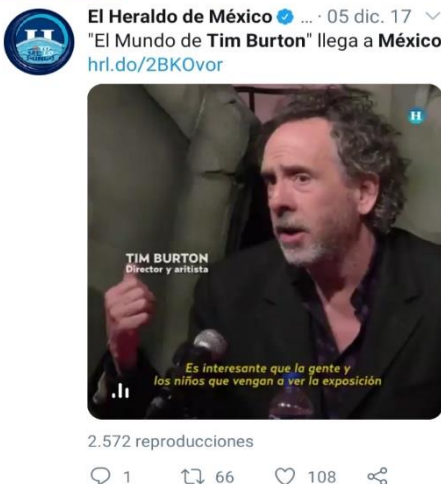 El Heraldo de México ... · 05 dic. 17
"El Mundo de Tim Burton" llega a México
hrl.do/2BKOvor
H
TIM BURTON
Director y aritista
Es interesante que la gente y
los niños que vengan a ver la exposición
2.572 reproducciones
1 66 108